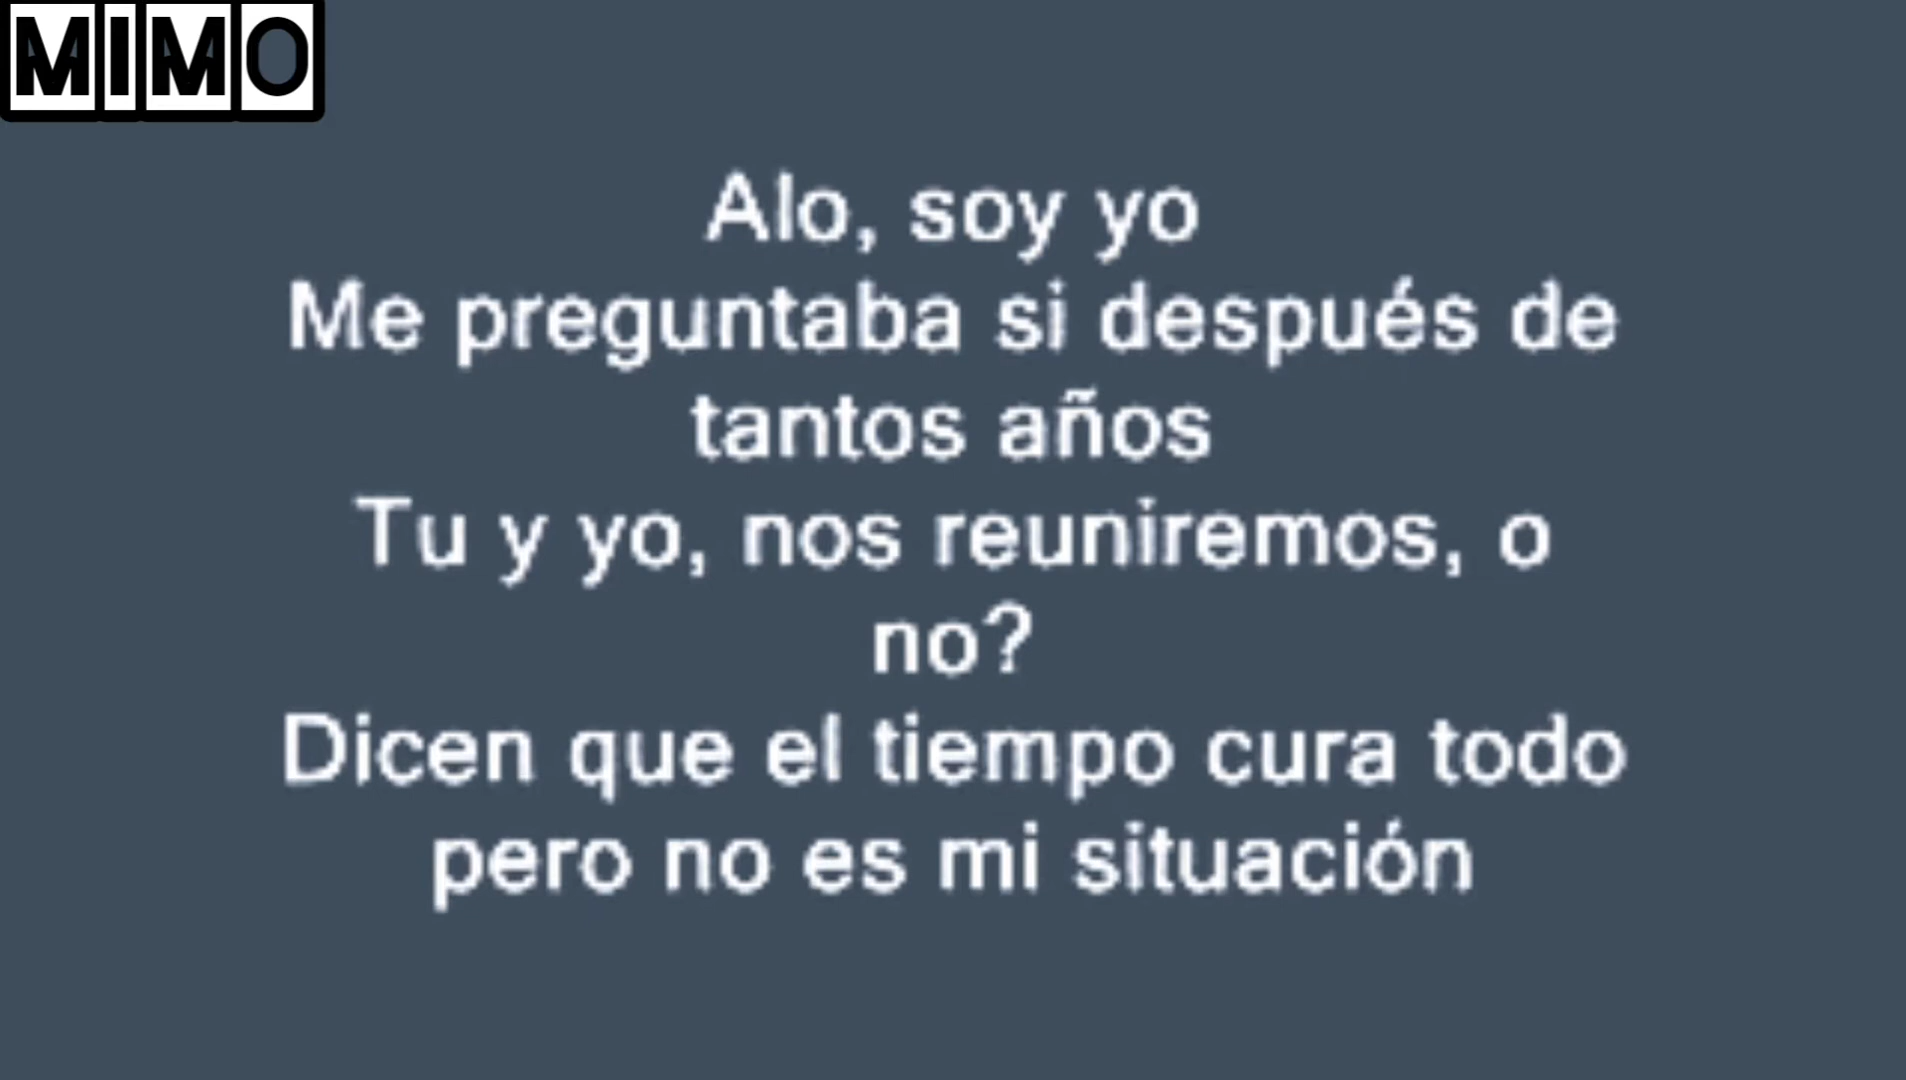 MIMO
Alo, soy yo
Me preguntaba si después de
tantos años
Tu y yo, nos reuniremos, o
no?
Dicen que el tiempo cura todo
pero no es mi situación